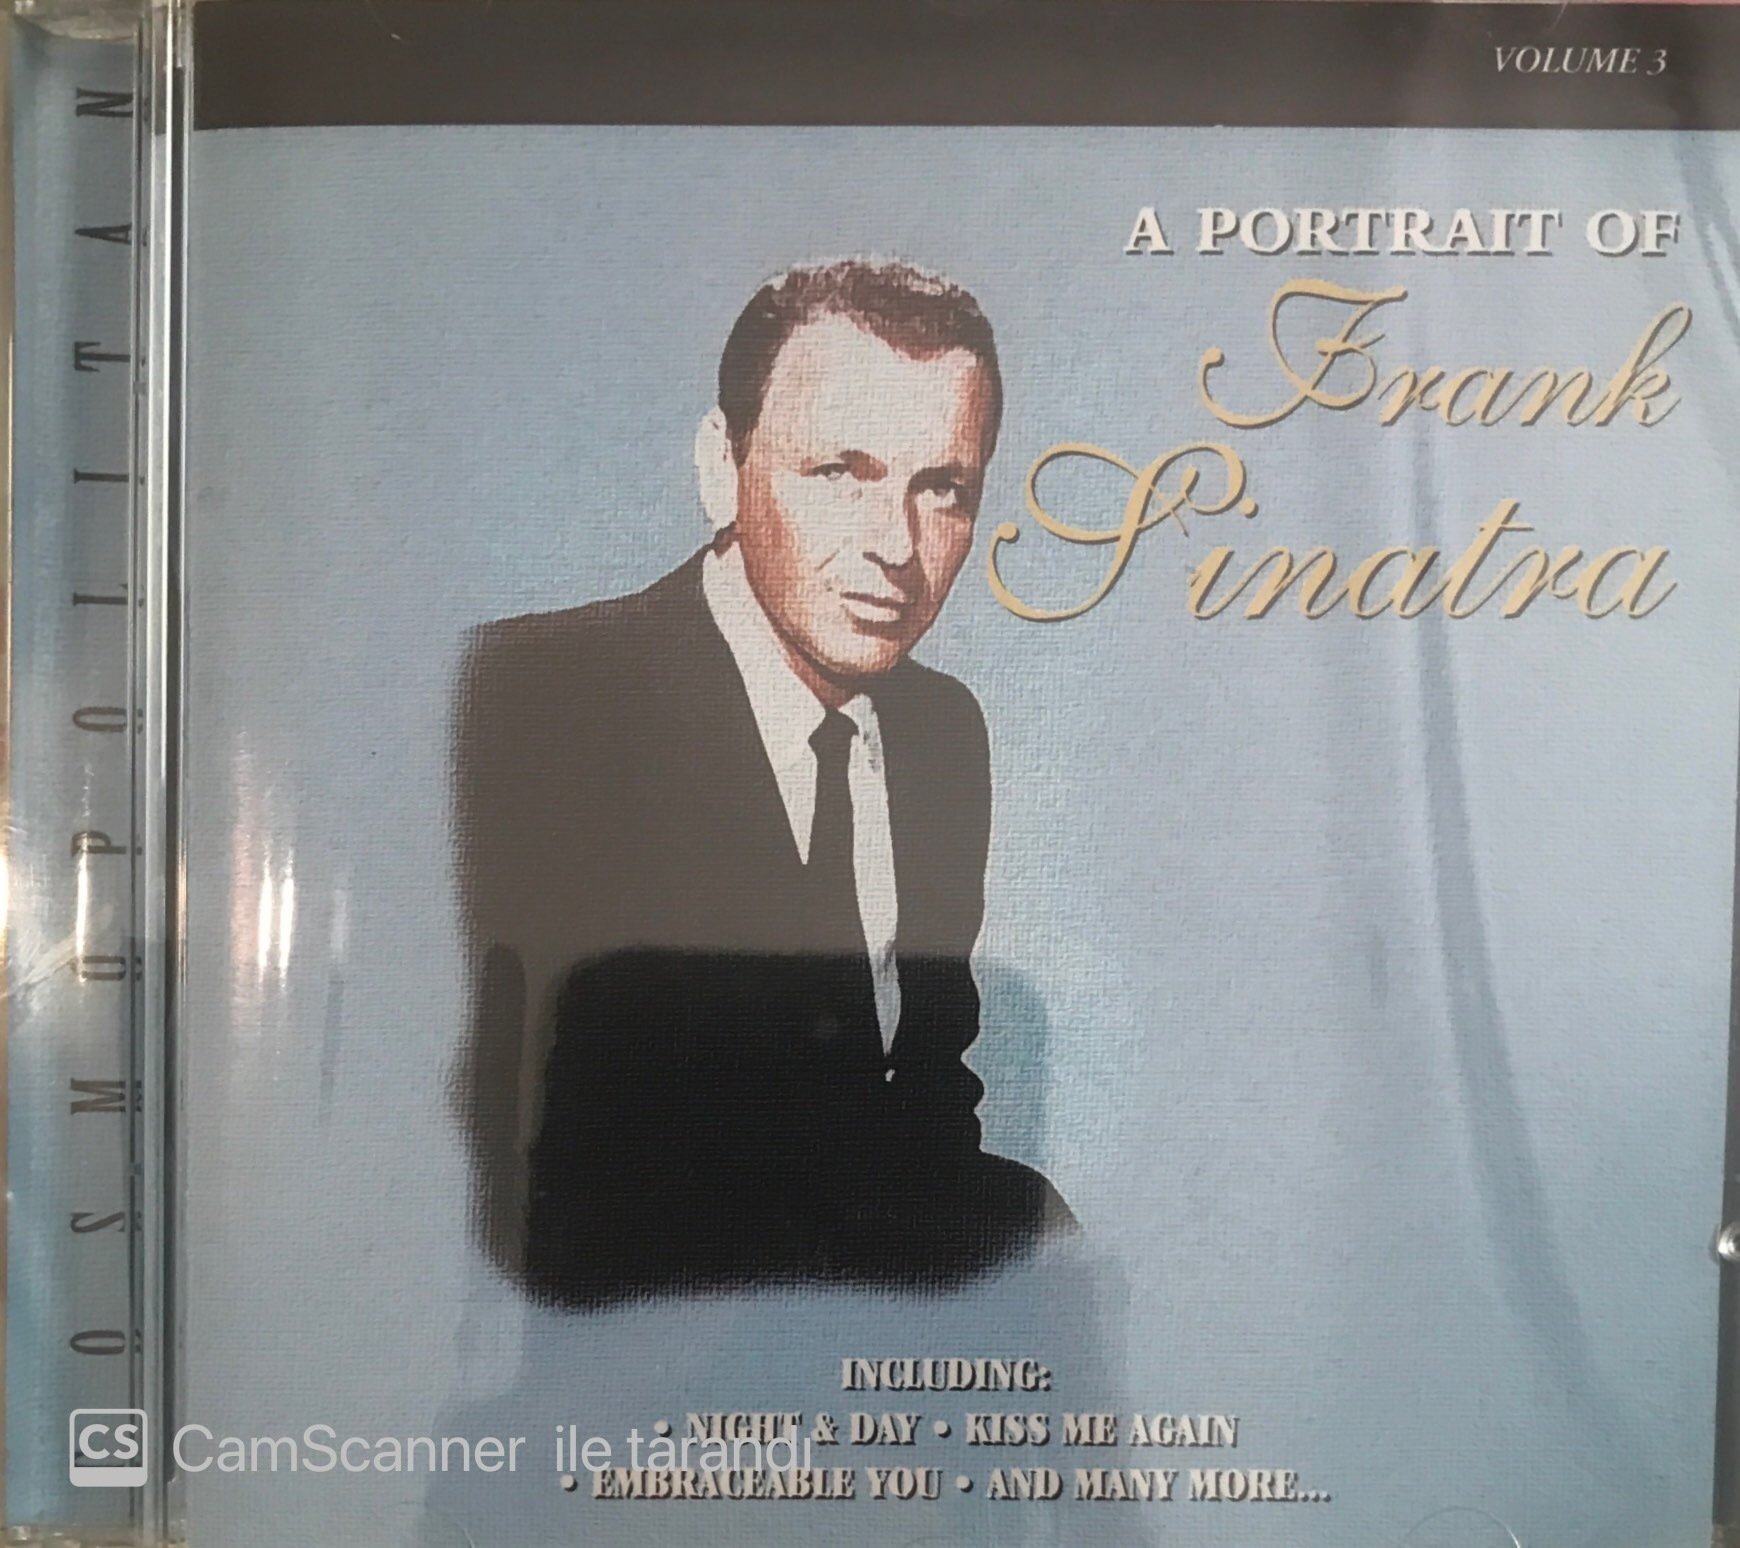 VOLUME 3
A PORTRAIT OF
Frank
Sinatra
OSMOPOLITAN
INCLUDING:
• NIGHT & DAY • KISS ME AGAIN
• EMBRACEABLE YOU • AND MANY MORE...
CS CamScanner ile tarandı